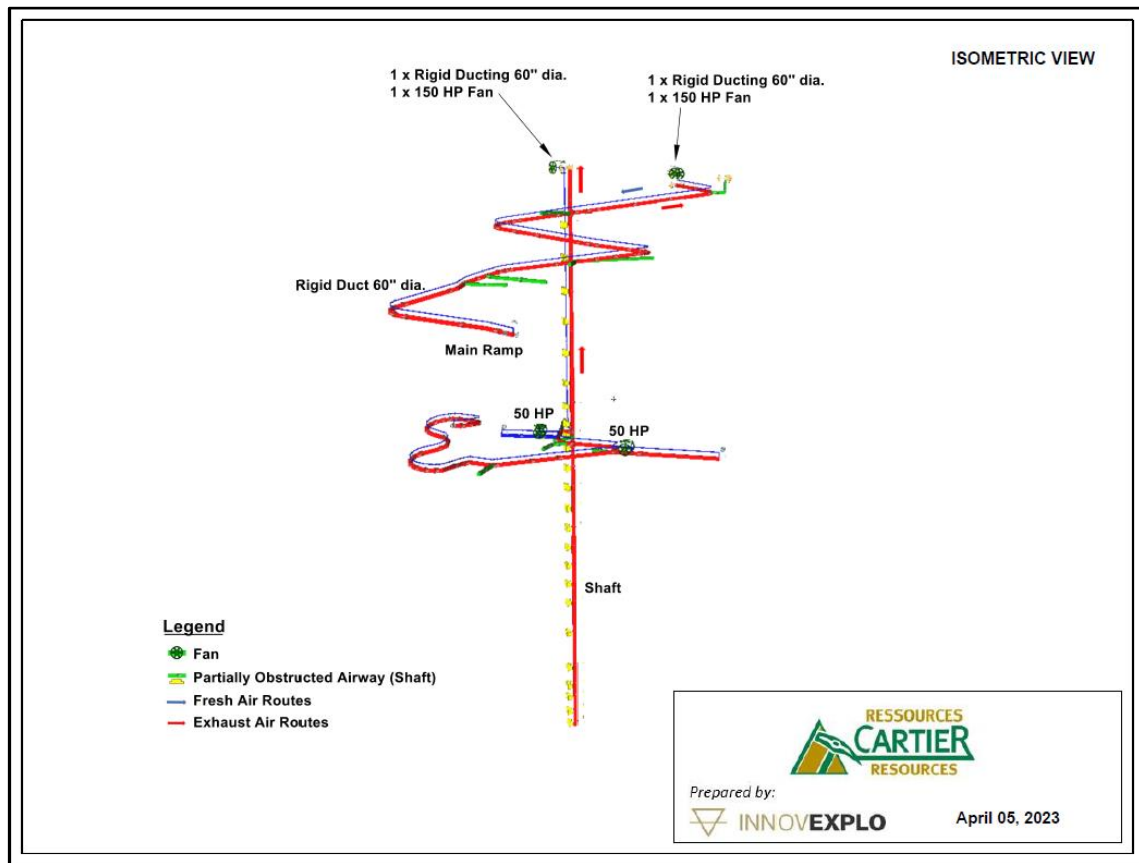 ISOMETRIC VIEW
1 x Rigid Ducting 60" dia.
1 x 150 HP Fan
1 x Rigid Ducting 60" dia.
1 x 150 HP Fan
Rigid Duct 60" dia.
Main Ramp
50 HP
50 HP
Shaft
Legend
Fan
Partially Obstructed Airway (Shaft)
Fresh Air Routes
Exhaust Air Routes
RESSOURCES
CARTIER
RESOURCES
Prepared by:
INNOVEXPLO
April 05, 2023